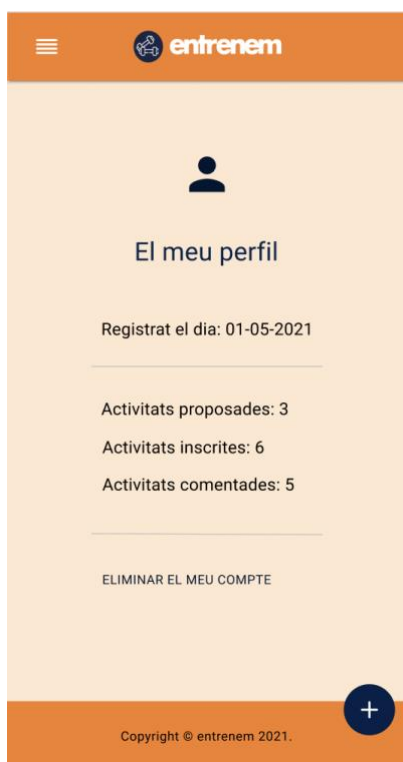 entrenem
El meu perfil
Registrat el dia: 01-05-2021
Activitats proposades: 3
Activitats inscrites: 6
Activitats comentades: 5
ELIMINAR EL MEU COMPTE
+
Copyright © entrenem 2021.